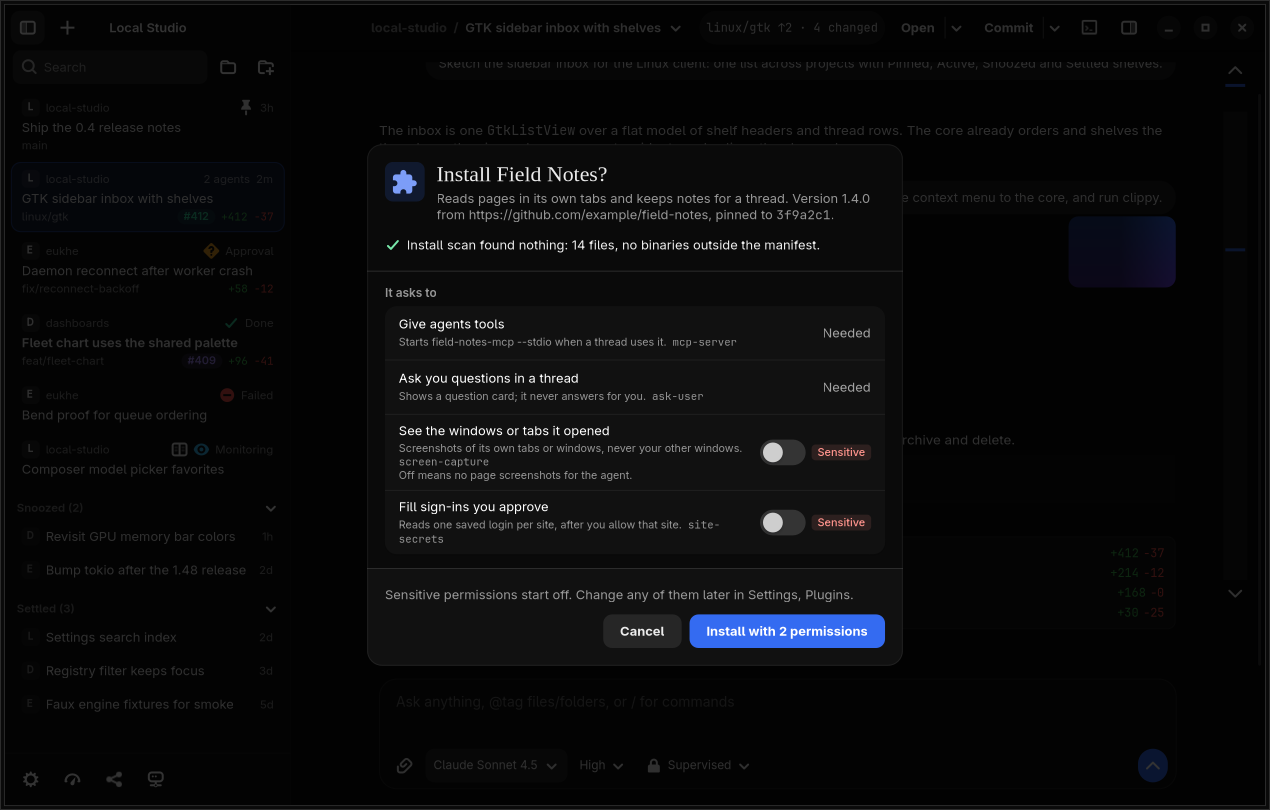 Local Studio
local-studio / GTK sidebar inbox with shelves
linux/gtk ↑2 · 4 changed
Open
Commit
Search
L local-studio 3h
Ship the 0.4 release notes
main
L local-studio 2 agents 2m
GTK sidebar inbox with shelves
linux/gtk #412 +412 -37
E eukhe Approval
Daemon reconnect after worker crash
fix/reconnect-backoff +58 -12
D dashboards Done
Fleet chart uses the shared palette
feat/fleet-chart #409 +96 -41
E eukhe Failed
Bend proof for queue ordering
L local-studio Monitoring
Composer model picker favorites
Snoozed (2)
D Revisit GPU memory bar colors 1h
D Bump tokio after the 1.48 release 2d
Settled (3)
L Settings search index 2d
D Registry filter keeps focus 3d
E Faux engine fixtures for smoke 5d
Sketch the sidebar inbox for the Linux client: one list across projects with Pinned, Active, Snoozed and Settled shelves.
The inbox is one GtkListView over a flat model of shelf headers and thread rows. The core already orders and shelves the
context menu to the core, and run clippy.
archive and delete.
+412 -37
+214 -12
+168 -0
+30 -25
Install Field Notes?
Reads pages in its own tabs and keeps notes for a thread. Version 1.4.0
from https://github.com/example/field-notes, pinned to 3f9a2c1.
Install scan found nothing: 14 files, no binaries outside the manifest.
It asks to
Give agents tools
Starts field-notes-mcp --stdio when a thread uses it. mcp-server
Needed
Ask you questions in a thread
Shows a question card; it never answers for you. ask-user
Needed
See the windows or tabs it opened
Screenshots of its own tabs or windows, never your other windows.
screen-capture
Off means no page screenshots for the agent.
Sensitive
Fill sign-ins you approve
Reads one saved login per site, after you allow that site. site-
secrets
Sensitive
Sensitive permissions start off. Change any of them later in Settings, Plugins.
Cancel
Install with 2 permissions
Ask anything, @tag files/folders, or / for commands
Claude Sonnet 4.5
High
Supervised